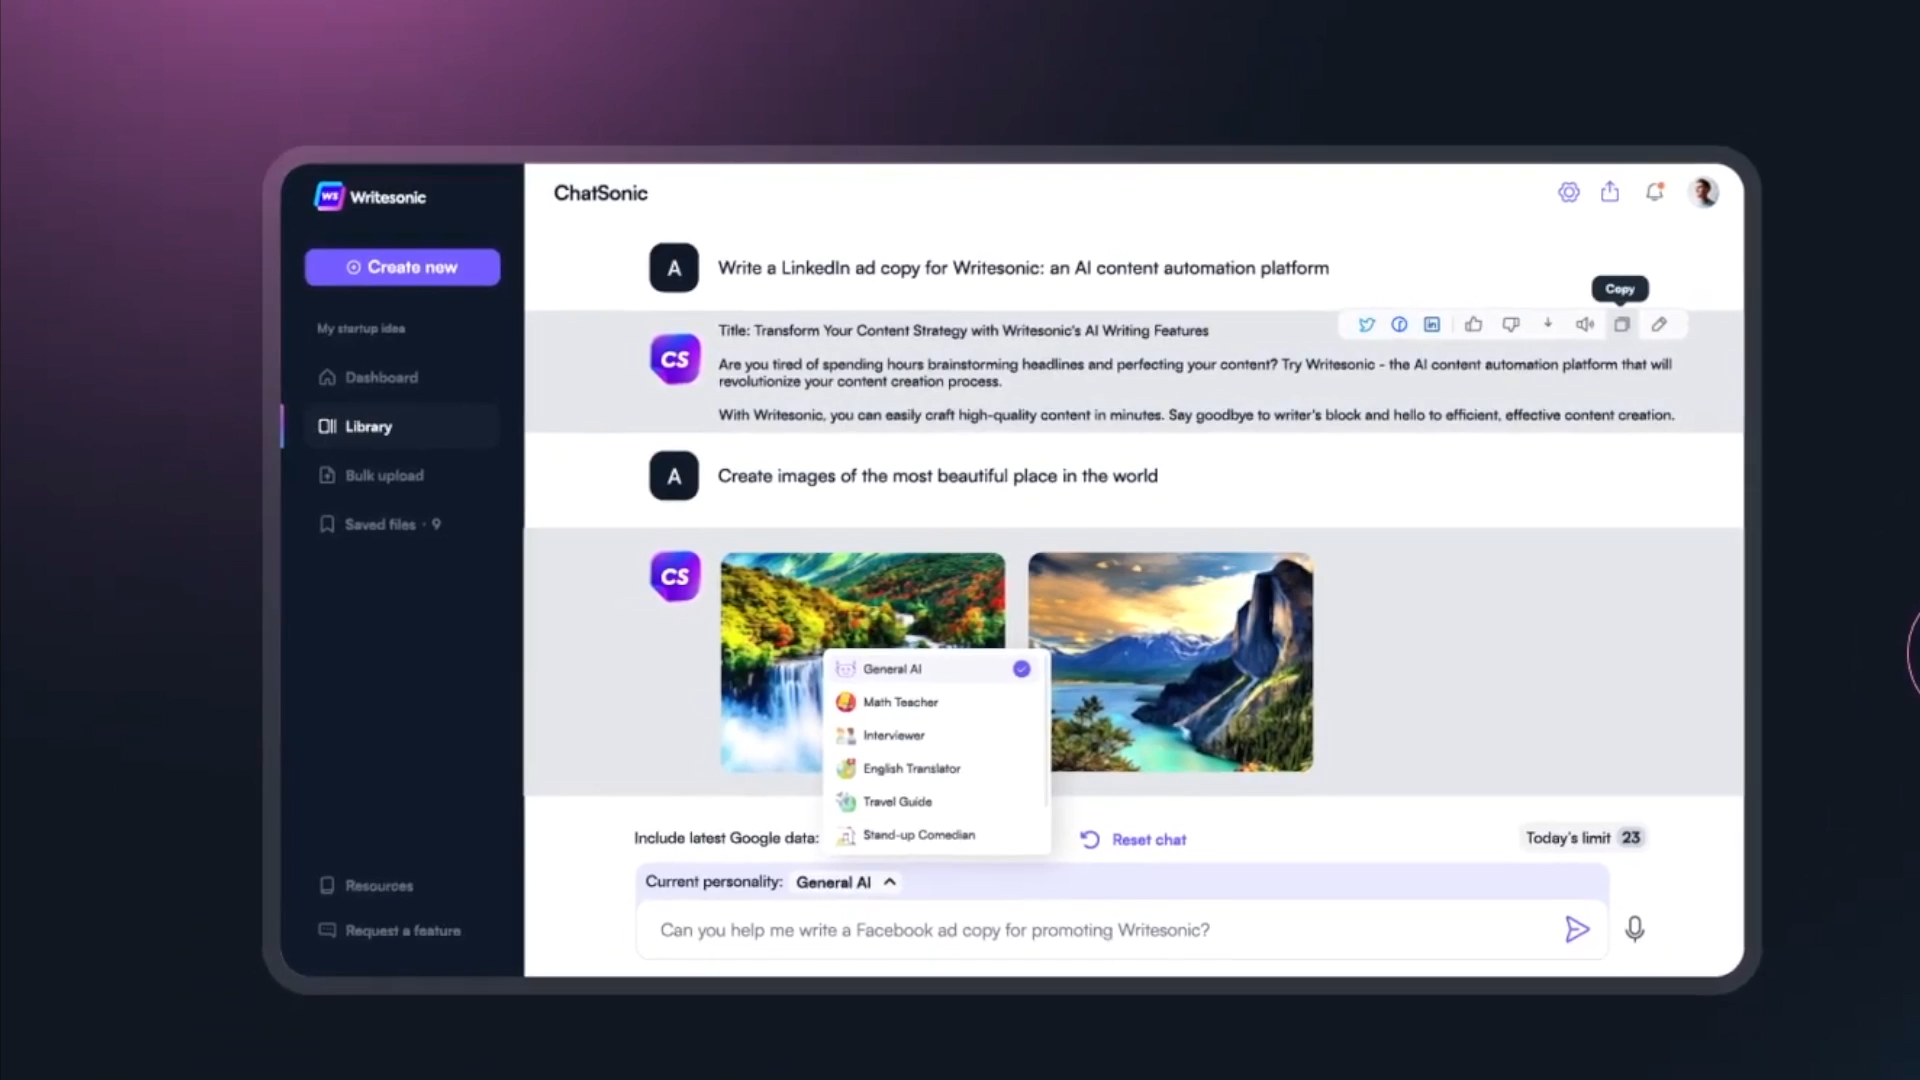 WS Writesonic
Create new
My startup idea
Dashboard
Library
Bulk upload
Saved files · 9
Resources
Request a feature
ChatSonic
A
Write a LinkedIn ad copy for Writesonic: an AI content automation platform
Copy
CS
Title: Transform Your Content Strategy with Writesonic's AI Writing Features
Are you tired of spending hours brainstorming headlines and perfecting your content? Try Writesonic - the AI content automation platform that will
revolutionize your content creation process.
With Writesonic, you can easily craft high-quality content in minutes. Say goodbye to writer's block and hello to efficient, effective content creation.
A
Create images of the most beautiful place in the world
CS
General AI
Math Teacher
Interviewer
English Translator
Travel Guide
Stand-up Comedian
Include latest Google data:
Reset chat
Today's limit 23
Current personality: General AI
Can you help me write a Facebook ad copy for promoting Writesonic?